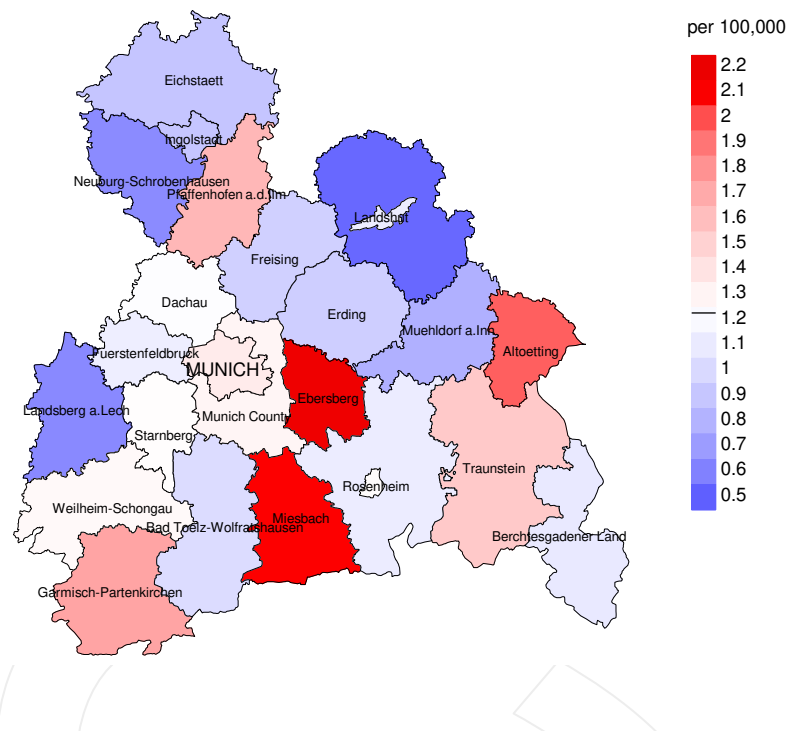 per 100,000
2.2
2.1
2
1.9
1.8
1.7
1.6
1.5
1.4
1.3
1.2
1.1
1
0.9
0.8
0.7
0.6
0.5
Eichstaett
Ingolstadt
Neuburg-Schrobenhausen
Pfaffenhofen a.d.Ilm
Landshut
Freising
Dachau
Erding
Muehldorf a.Inn
Fuerstenfeldbruck
Altoetting
MUNICH
Ebersberg
Landsberg a.Lech
Munich County
Starnberg
Traunstein
Rosenheim
Weilheim-Schongau
Miesbach
Bad Toelz-Wolfratshausen
Berchtesgadener Land
Garmisch-Partenkirchen